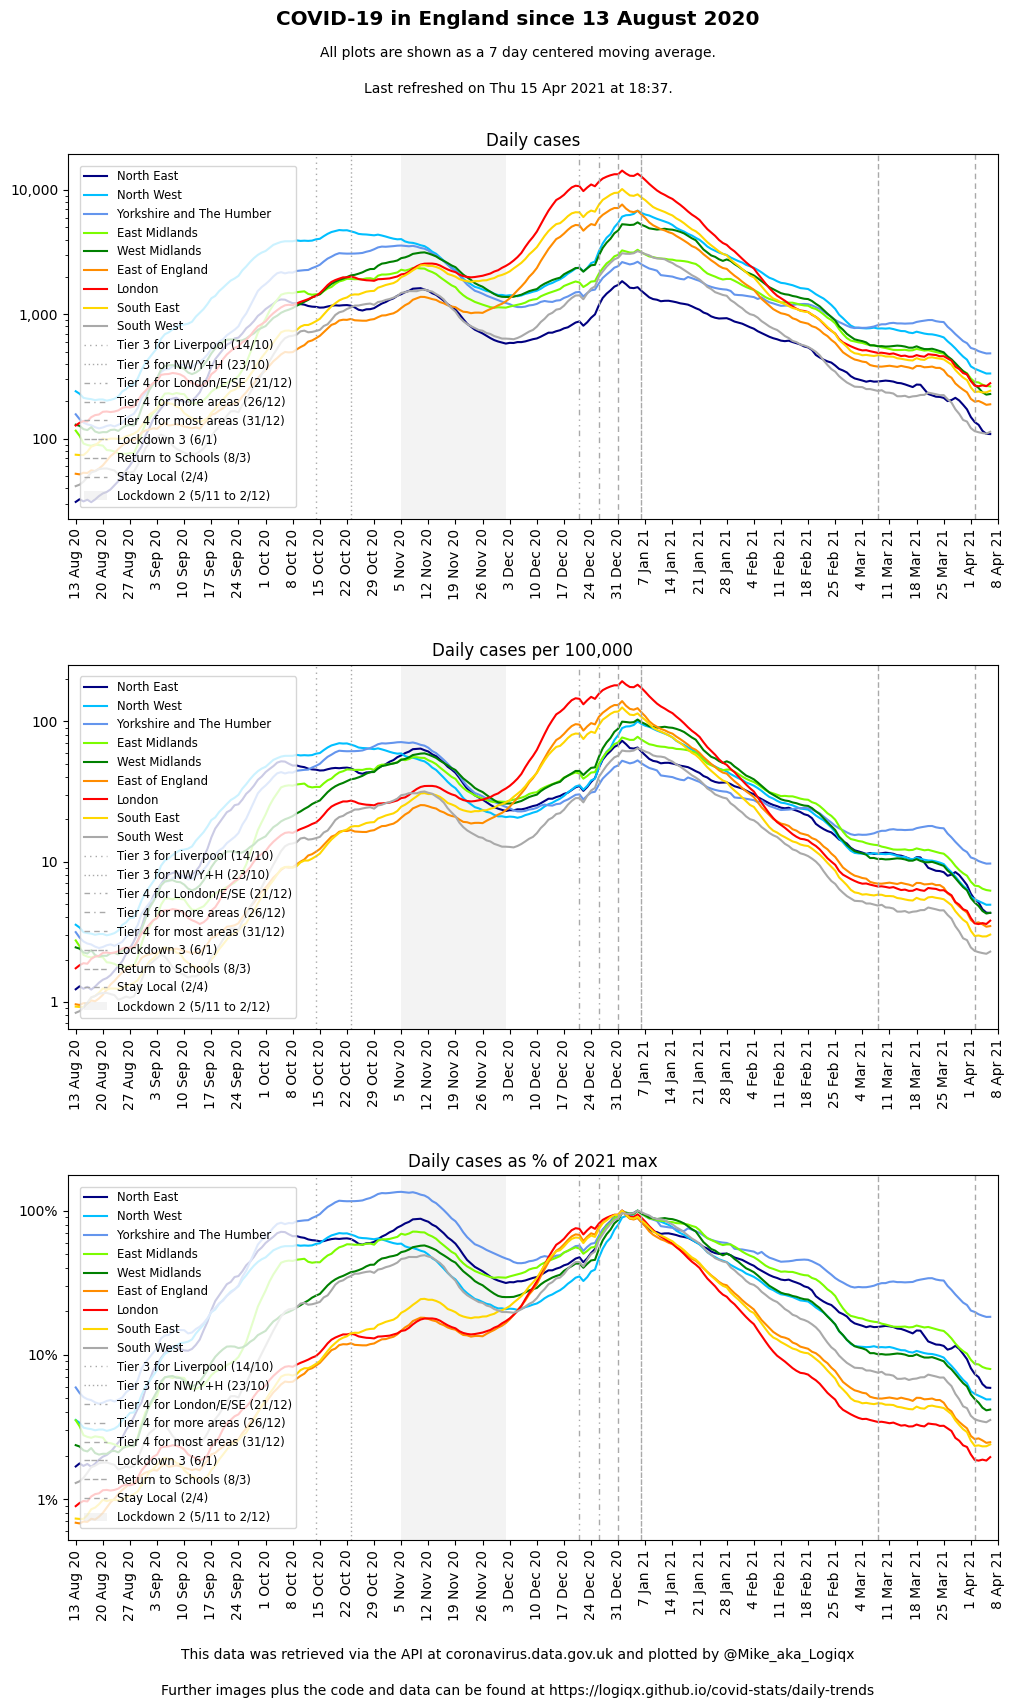 COVID-19 in England since 13 August 2020
All plots are shown as a 7 day centered moving average.
Last refreshed on Thu 15 Apr 2021 at 18:37.
Daily cases
10,000
1,000
100
North East
North West
Yorkshire and The Humber
East Midlands
West Midlands
East of England
London
South East
South West
Tier 3 for Liverpool (14/10)
Tier 3 for NW/Y+H (23/10)
Tier 4 for London/E/SE (21/12)
Tier 4 for more areas (26/12)
Tier 4 for most areas (31/12)
Lockdown 3 (6/1)
Return to Schools (8/3)
Stay Local (2/4)
Lockdown 2 (5/11 to 2/12)
13 Aug 20
20 Aug 20
27 Aug 20
3 Sep 20
10 Sep 20
17 Sep 20
24 Sep 20
1 Oct 20
8 Oct 20
15 Oct 20
22 Oct 20
29 Oct 20
5 Nov 20
12 Nov 20
19 Nov 20
26 Nov 20
3 Dec 20
10 Dec 20
17 Dec 20
24 Dec 20
31 Dec 20
7 Jan 21
14 Jan 21
21 Jan 21
28 Jan 21
4 Feb 21
11 Feb 21
18 Feb 21
25 Feb 21
4 Mar 21
11 Mar 21
18 Mar 21
25 Mar 21
1 Apr 21
8 Apr 21
Daily cases per 100,000
100
10
1
North East
North West
Yorkshire and The Humber
East Midlands
West Midlands
East of England
London
South East
South West
Tier 3 for Liverpool (14/10)
Tier 3 for NW/Y+H (23/10)
Tier 4 for London/E/SE (21/12)
Tier 4 for more areas (26/12)
Tier 4 for most areas (31/12)
Lockdown 3 (6/1)
Return to Schools (8/3)
Stay Local (2/4)
Lockdown 2 (5/11 to 2/12)
13 Aug 20
20 Aug 20
27 Aug 20
3 Sep 20
10 Sep 20
17 Sep 20
24 Sep 20
1 Oct 20
8 Oct 20
15 Oct 20
22 Oct 20
29 Oct 20
5 Nov 20
12 Nov 20
19 Nov 20
26 Nov 20
3 Dec 20
10 Dec 20
17 Dec 20
24 Dec 20
31 Dec 20
7 Jan 21
14 Jan 21
21 Jan 21
28 Jan 21
4 Feb 21
11 Feb 21
18 Feb 21
25 Feb 21
4 Mar 21
11 Mar 21
18 Mar 21
25 Mar 21
1 Apr 21
8 Apr 21
Daily cases as % of 2021 max
100%
10%
1%
North East
North West
Yorkshire and The Humber
East Midlands
West Midlands
East of England
London
South East
South West
Tier 3 for Liverpool (14/10)
Tier 3 for NW/Y+H (23/10)
Tier 4 for London/E/SE (21/12)
Tier 4 for more areas (26/12)
Tier 4 for most areas (31/12)
Lockdown 3 (6/1)
Return to Schools (8/3)
Stay Local (2/4)
Lockdown 2 (5/11 to 2/12)
13 Aug 20
20 Aug 20
27 Aug 20
3 Sep 20
10 Sep 20
17 Sep 20
24 Sep 20
1 Oct 20
8 Oct 20
15 Oct 20
22 Oct 20
29 Oct 20
5 Nov 20
12 Nov 20
19 Nov 20
26 Nov 20
3 Dec 20
10 Dec 20
17 Dec 20
24 Dec 20
31 Dec 20
7 Jan 21
14 Jan 21
21 Jan 21
28 Jan 21
4 Feb 21
11 Feb 21
18 Feb 21
25 Feb 21
4 Mar 21
11 Mar 21
18 Mar 21
25 Mar 21
1 Apr 21
8 Apr 21
This data was retrieved via the API at coronavirus.data.gov.uk and plotted by @Mike_aka_Logiqx
Further images plus the code and data can be found at https://logiqx.github.io/covid-stats/daily-trends